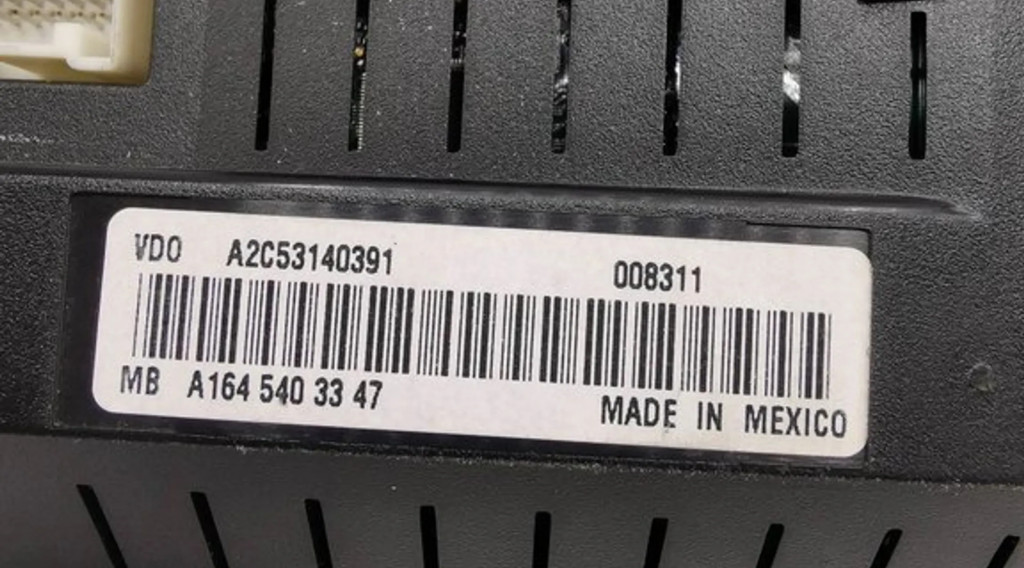 VDO A2C53140391 008311
MB A164 540 33 47 MADE IN MEXICO